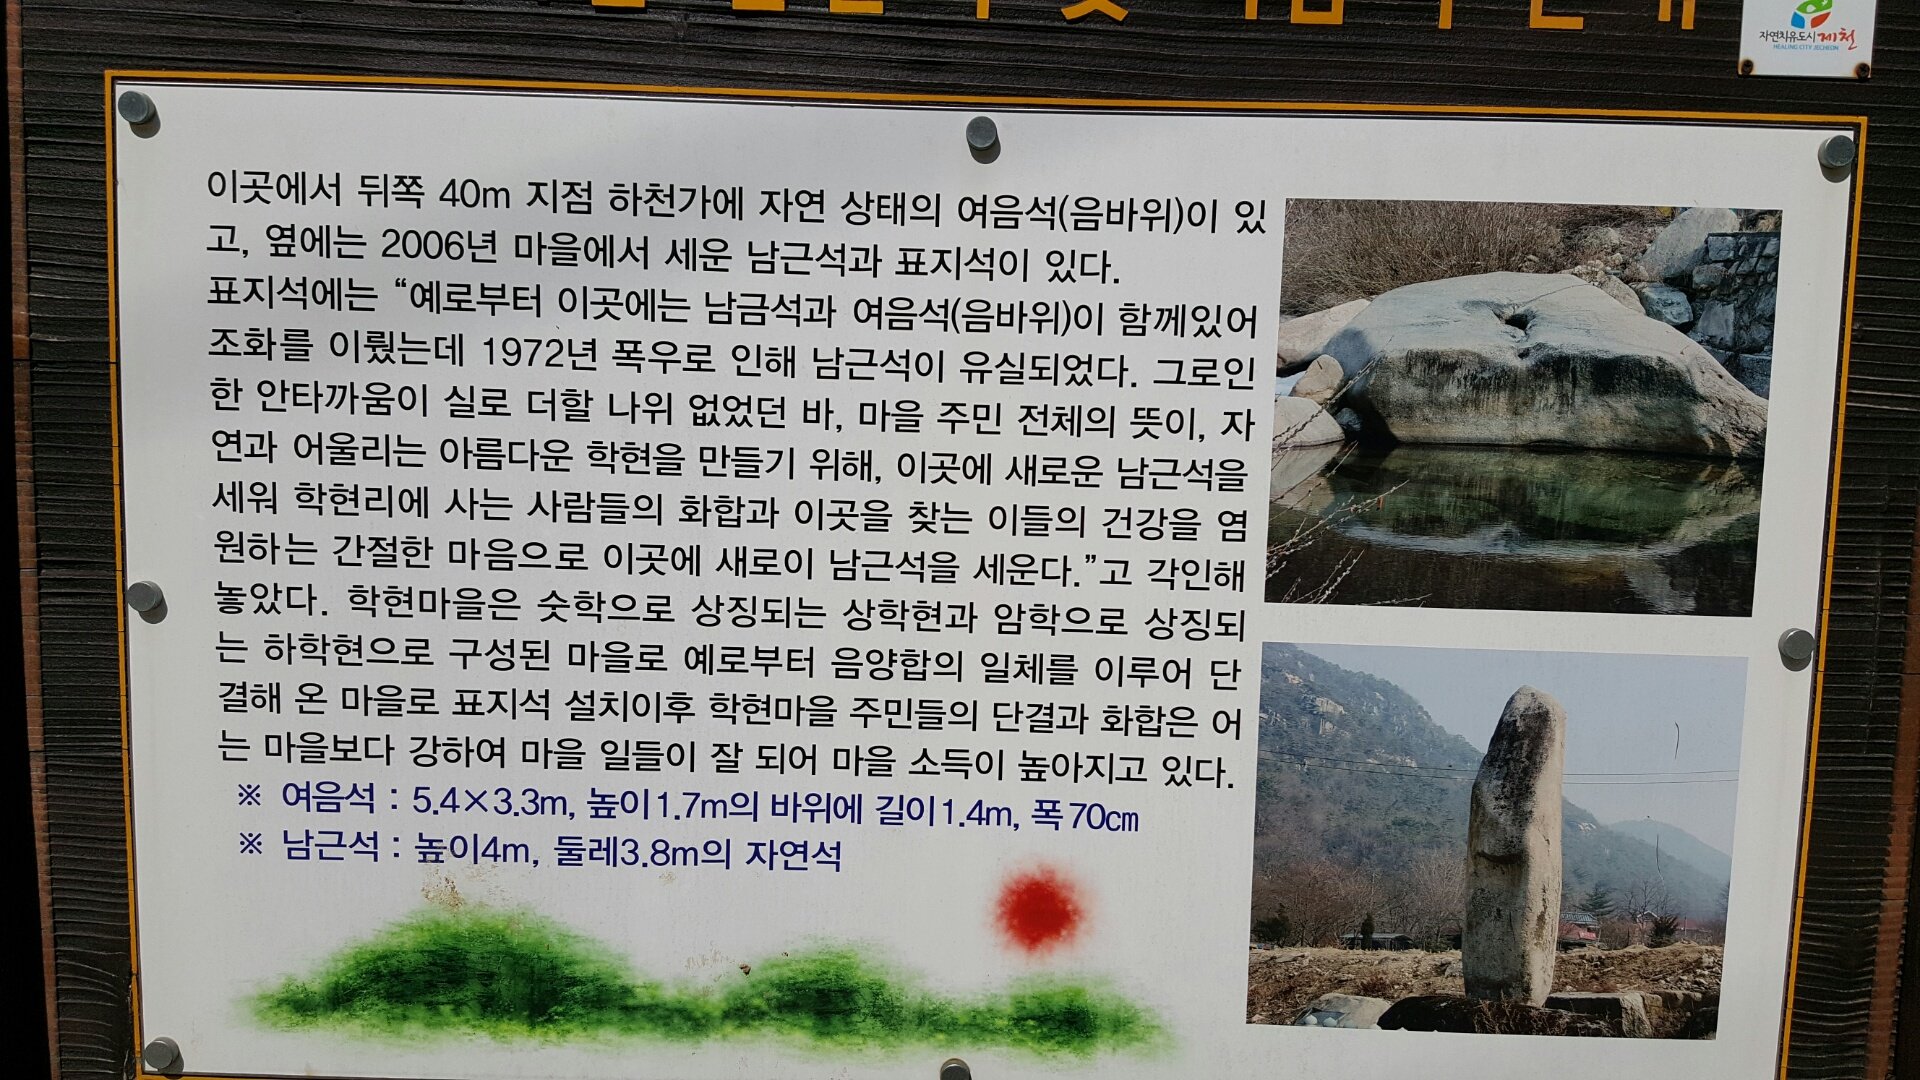 자연치유도시 제천
HEALING CITY JECHEON
이곳에서 뒤쪽 40m 지점 하천가에 자연 상태의 여음석(음바위)이 있
고, 옆에는 2006년 마을에서 세운 남근석과 표지석이 있다.
표지석에는 “예로부터 이곳에는 남금석과 여음석(음바위)이 함께있어
조화를 이뤘는데 1972년 폭우로 인해 남근석이 유실되었다. 그로인
한 안타까움이 실로 더할 나위 없었던 바, 마을 주민 전체의 뜻이, 자
연과 어울리는 아름다운 학현을 만들기 위해, 이곳에 새로운 남근석을
세워 학현리에 사는 사람들의 화합과 이곳을 찾는 이들의 건강을 염
원하는 간절한 마음으로 이곳에 새로이 남근석을 세운다.”고 각인해
놓았다. 학현마을은 숫학으로 상징되는 상학현과 암학으로 상징되
는 하학현으로 구성된 마을로 예로부터 음양합의 일체를 이루어 단
결해 온 마을로 표지석 설치이후 학현마을 주민들의 단결과 화합은 어
는 마을보다 강하여 마을 일들이 잘 되어 마을 소득이 높아지고 있다.
※ 여음석 : 5.4×3.3m, 높이1.7m의 바위에 길이1.4m, 폭70㎝
※ 남근석 : 높이4m, 둘레3.8m의 자연석